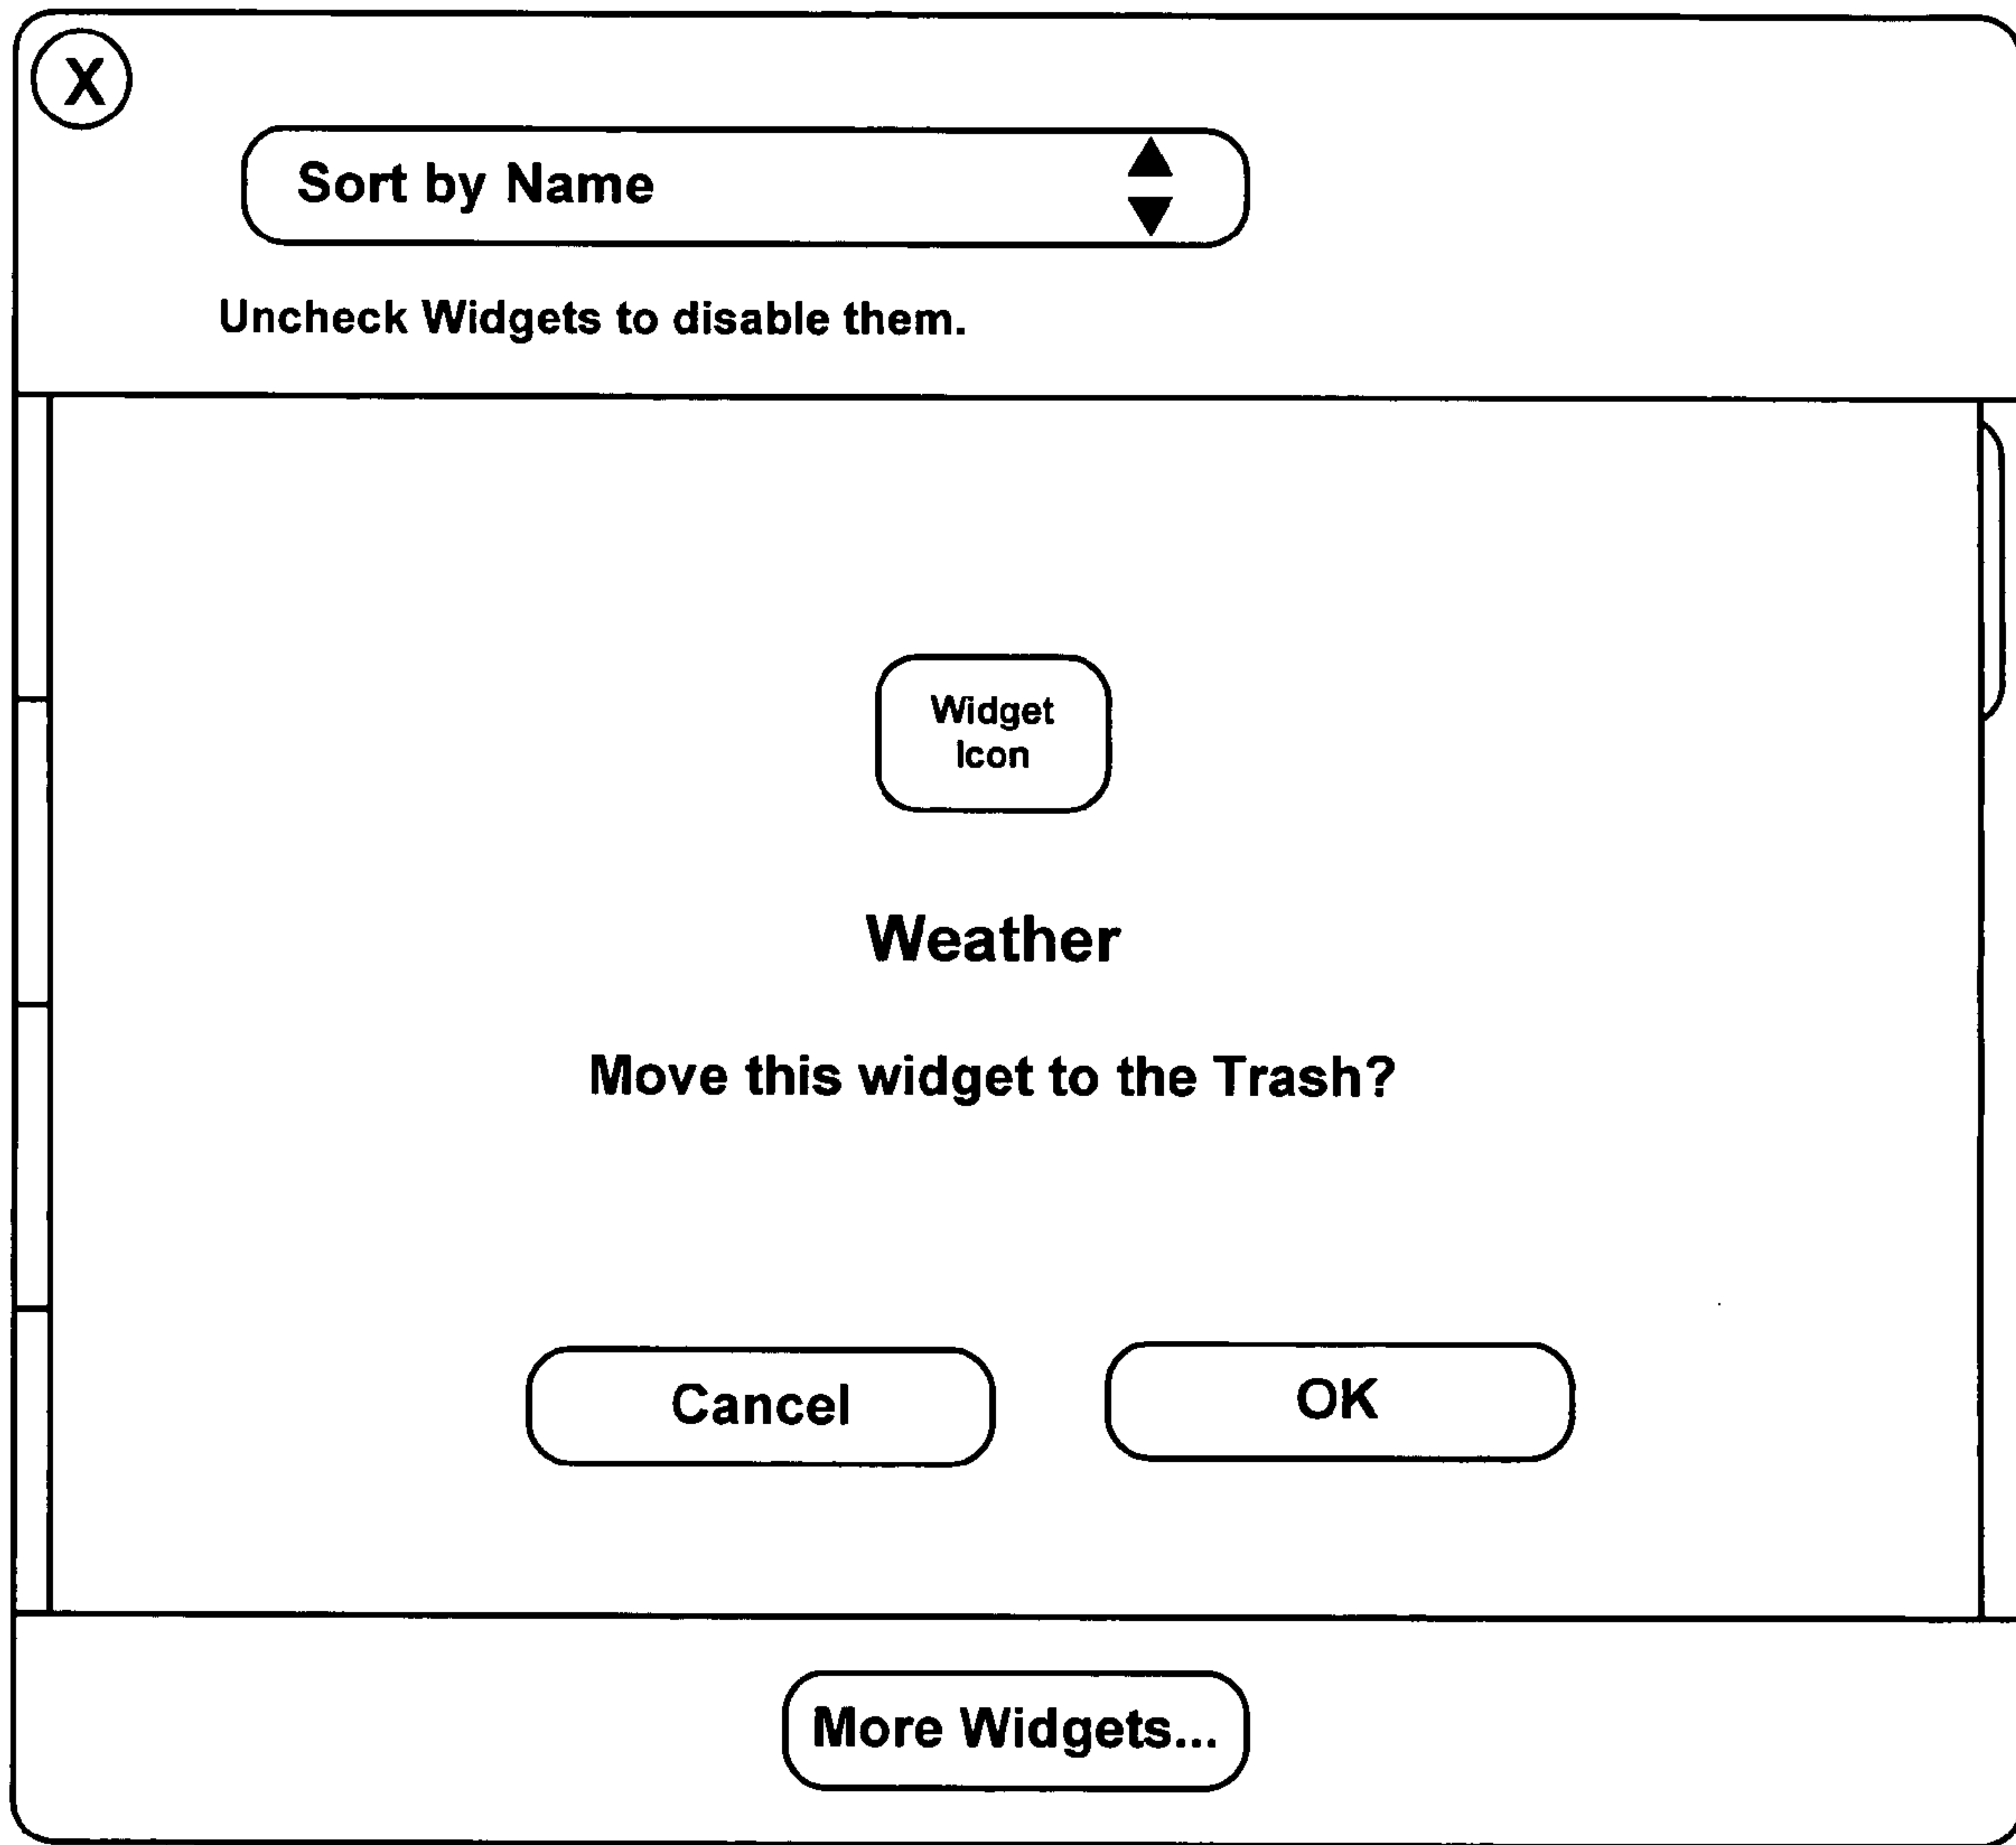 X
Sort by Name
Uncheck Widgets to disable them.
Widget
Icon
Weather
Move this widget to the Trash?
Cancel
OK
More Widgets...